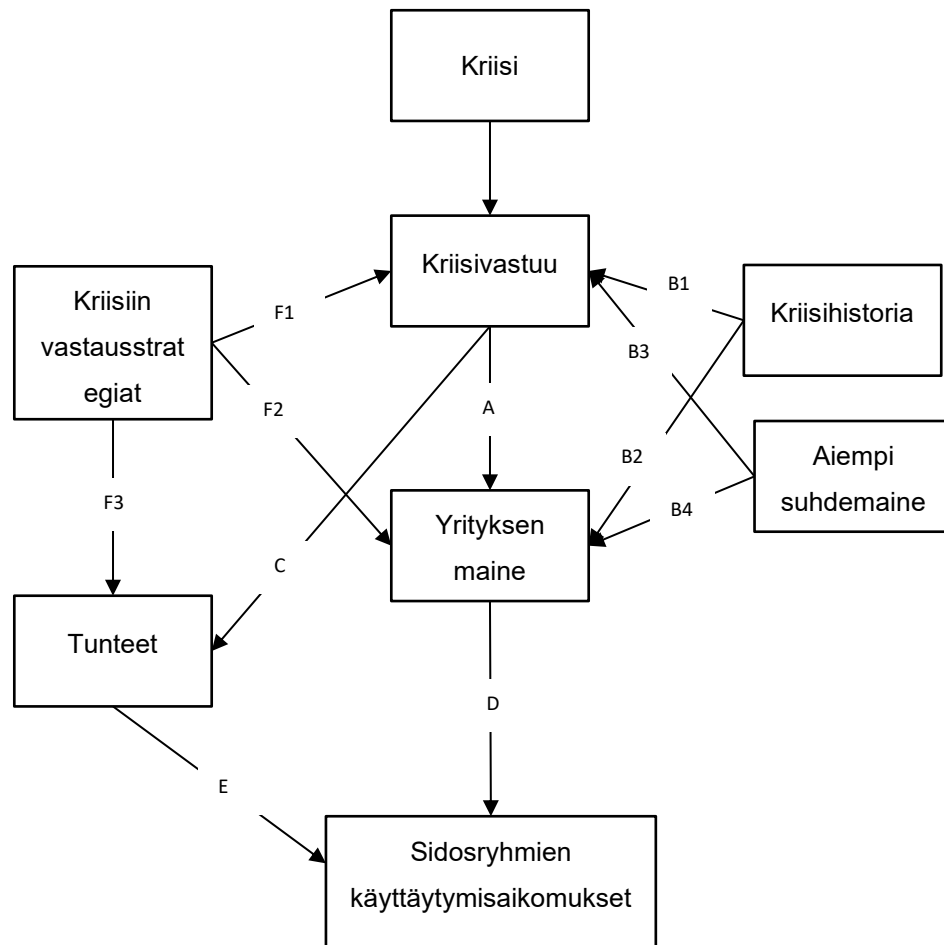 Kriisi
Kriisivastuu
Kriisiin
vastausstrat
egiat
F1
B1
Kriisihistoria
B3
F2
A
B2
Aiempi
suhdemaine
F3
B4
Yrityksen
maine
C
Tunteet
D
E
Sidosryhmien
käyttäytymisaikomukset